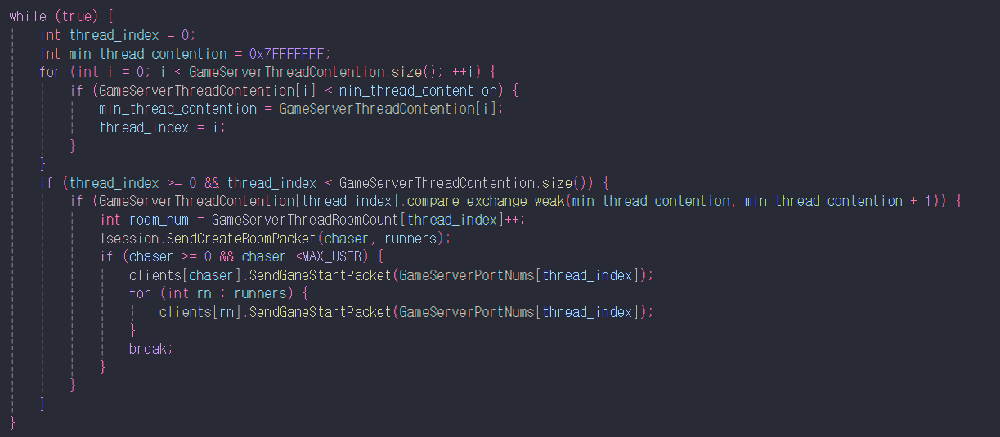 while (true) {
int thread_index = 0;
int min_thread_contention = 0x7FFFFFFF;
for (int i = 0; i < GameServerThreadContention.size(); ++i) {
if (GameServerThreadContention[i] < min_thread_contention) {
min_thread_contention = GameServerThreadContention[i];
thread_index = i;
}
}
if (thread_index >= 0 && thread_index < GameServerThreadContention.size()) {
if (GameServerThreadContention[thread_index].compare_exchange_weak(min_thread_contention, min_thread_contention + 1)) {
int room_num = GameServerThreadRoomCount[thread_index]++;
lsession.SendCreateRoomPacket(chaser, runners);
if (chaser >= 0 && chaser <MAX_USER) {
clients[chaser].SendGameStartPacket(GameServerPortNums[thread_index]);
for (int rn : runners) {
clients[rn].SendGameStartPacket(GameServerPortNums[thread_index]);
}
break;
}
}
}
}